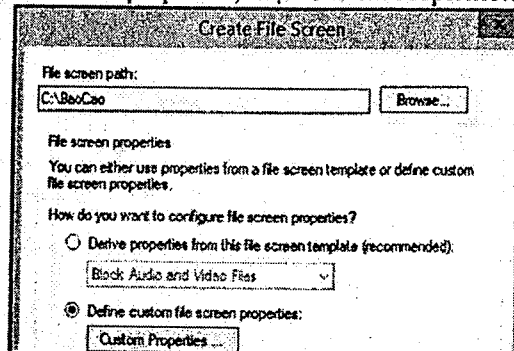 Create File Screen
File screen path:
C:\BaoCao
Browse...
File screen properties
You can either use properties from a file screen template or define custom
file screen properties.
How do you want to configure file screen properties?
Derive properties from this file screen template (recommended):
Block Audio and Video Files
Define custom file screen properties:
Custom Properties ...